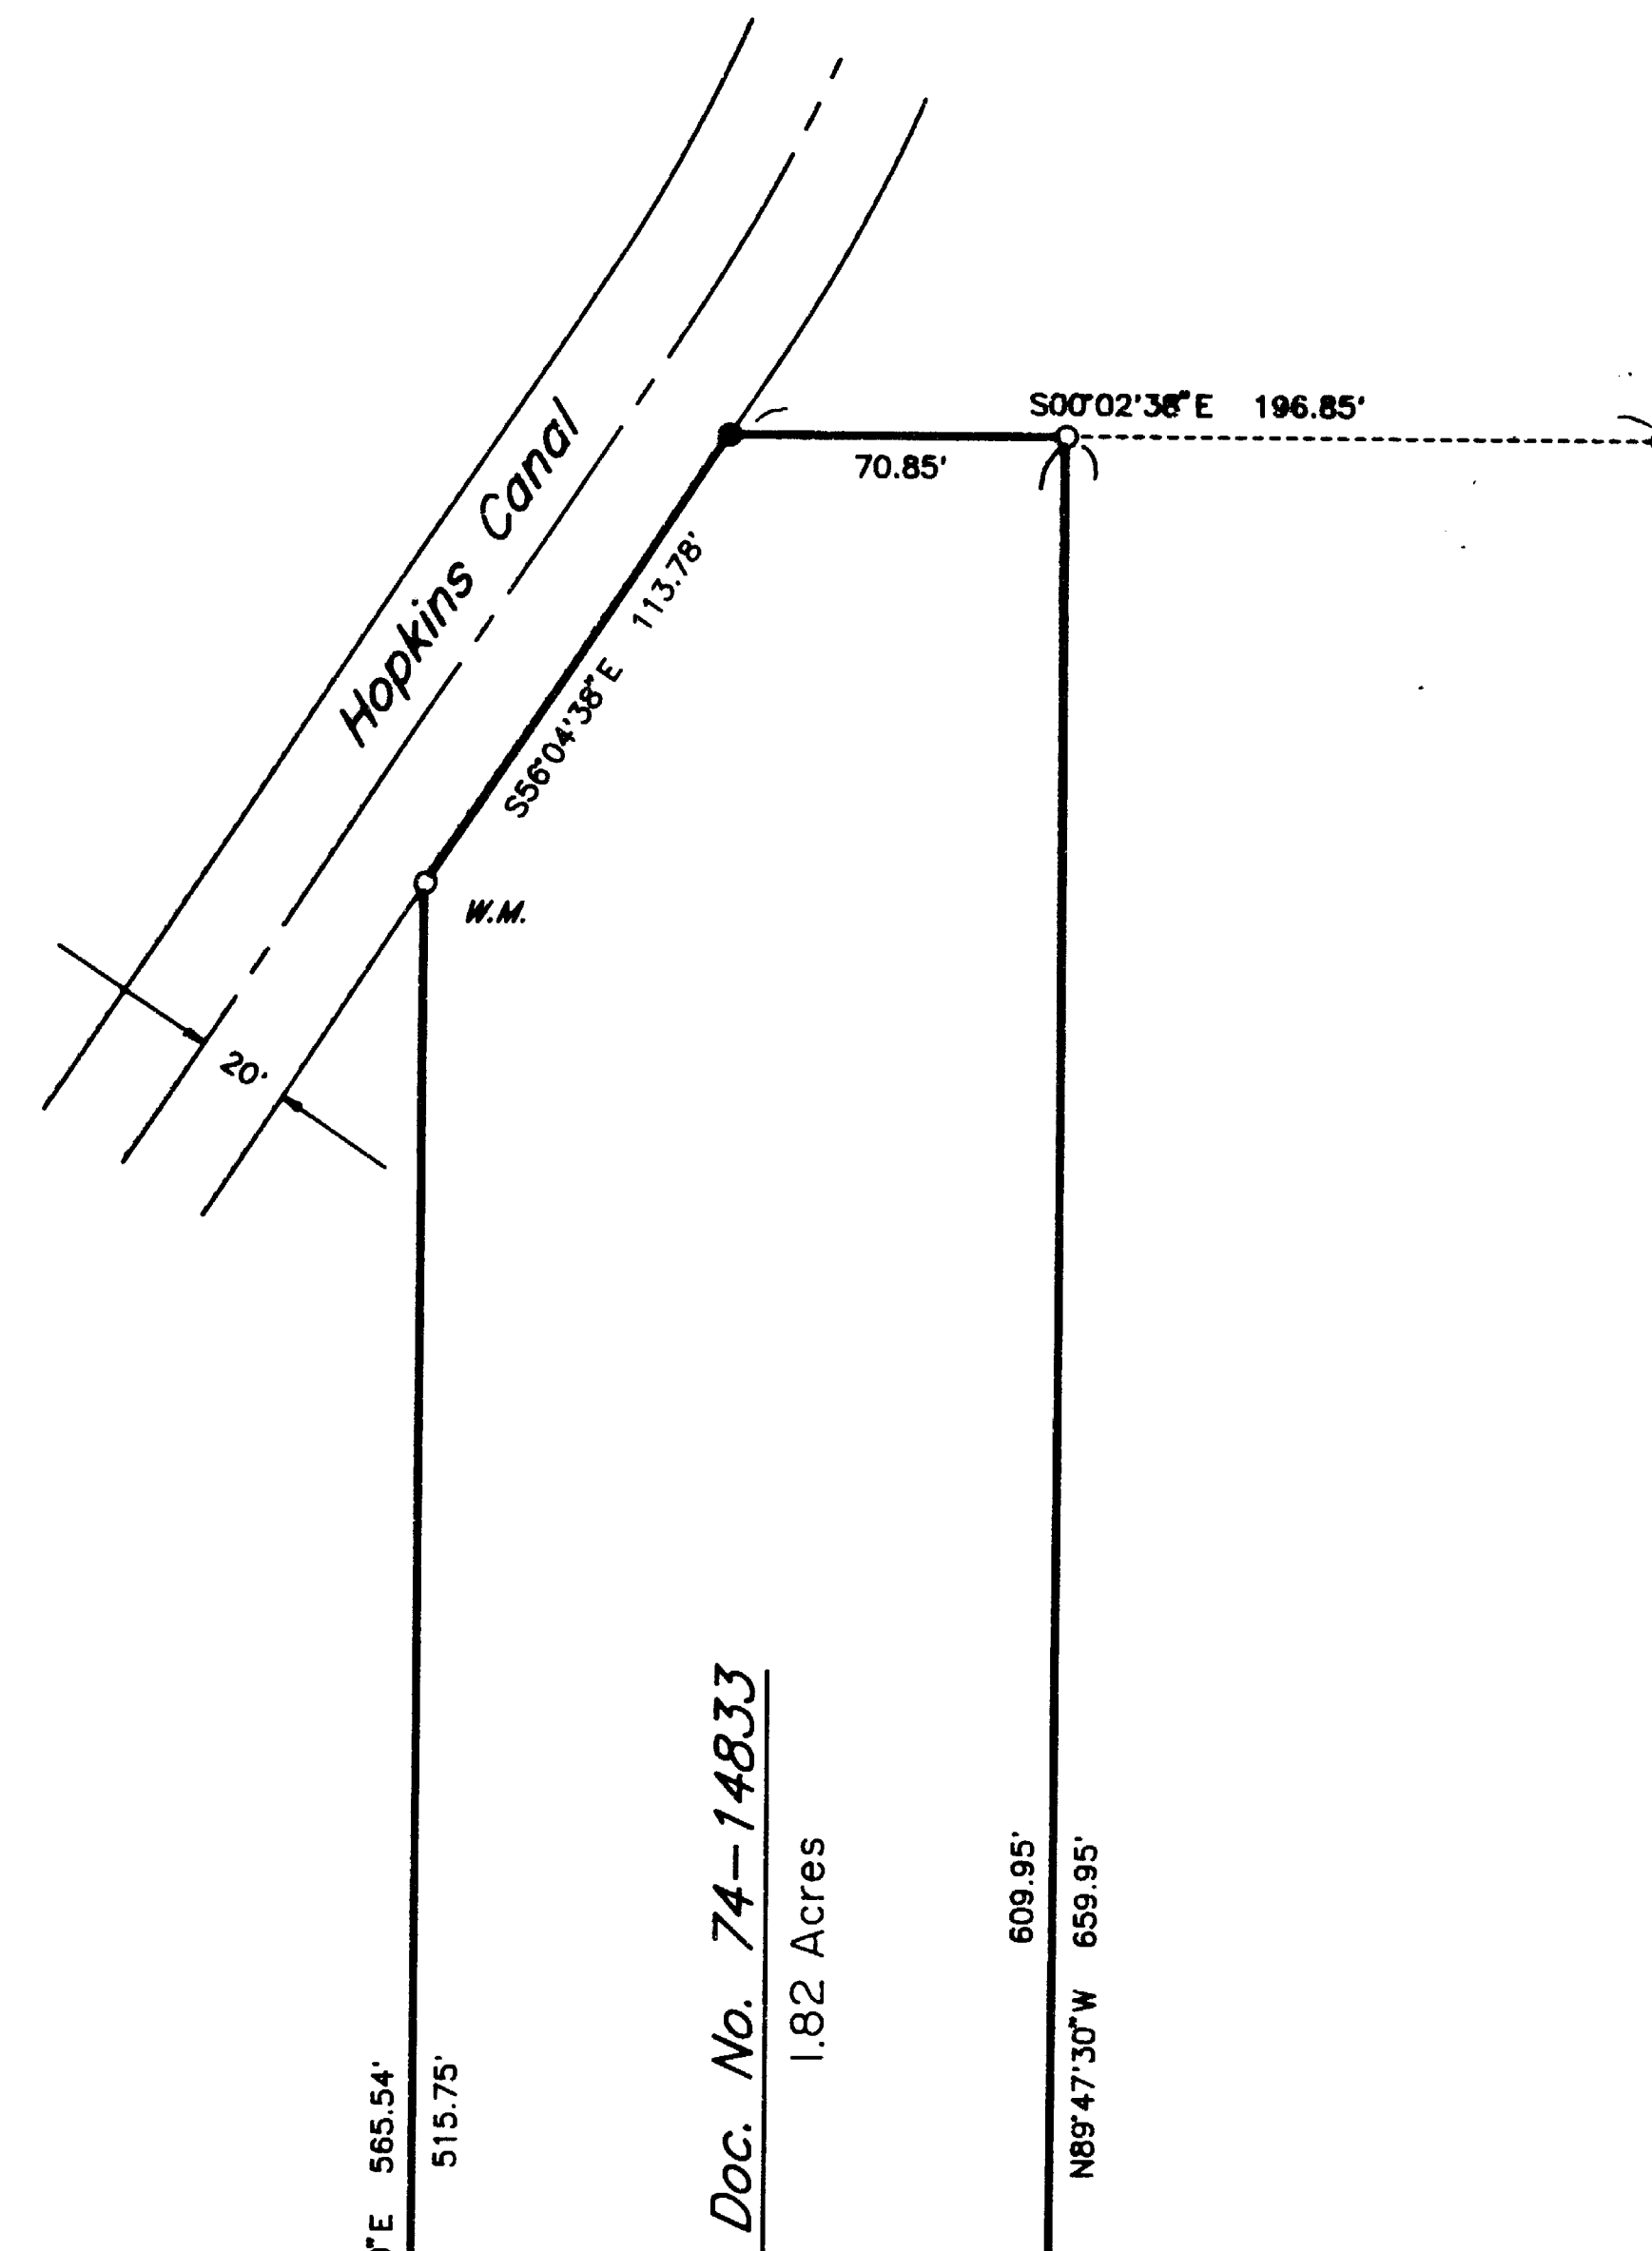 S00°02'38"E 196.85'
70.85'
Hopkins Canal
S56°04'38"E 113.78'
W.M.
20'
Doc. No. 74-14833
1.82 Acres
609.95'
N89°47'30"W 659.95'
0"E 565.54'
515.75'